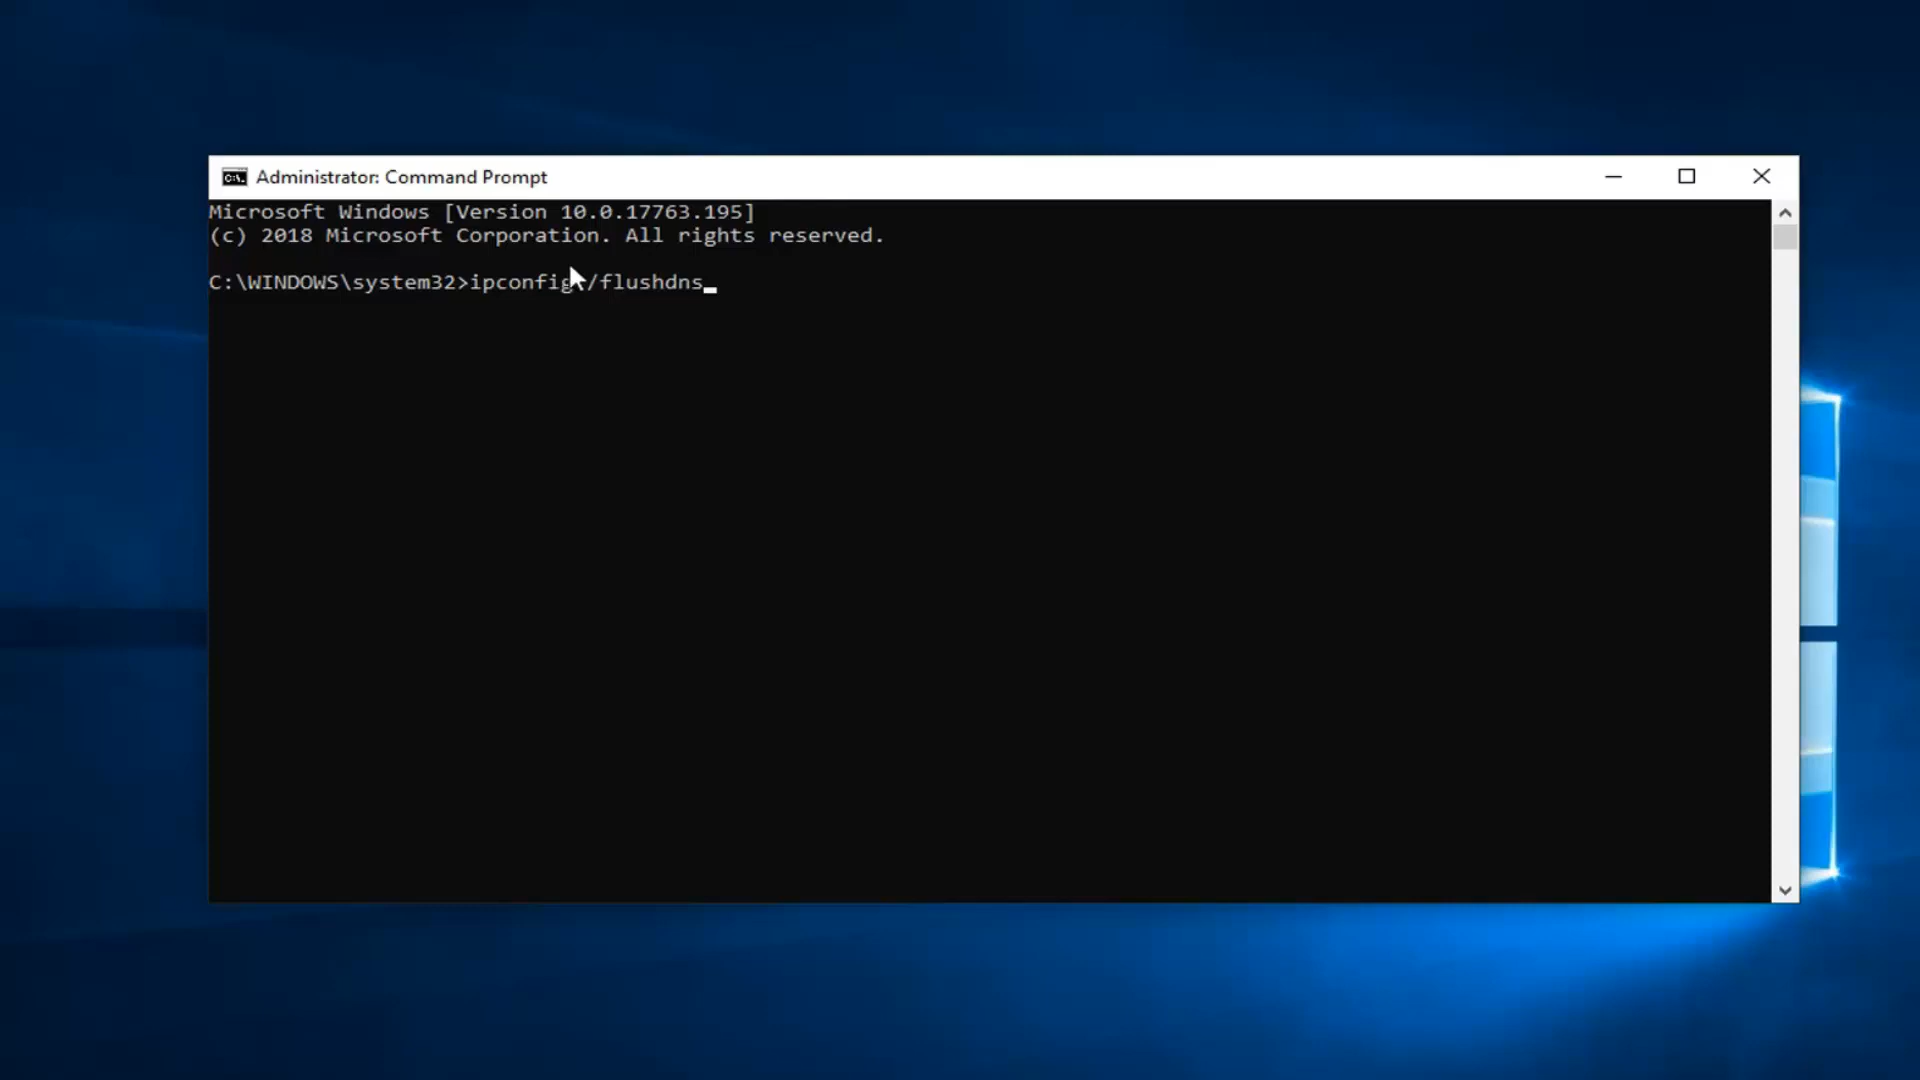 Administrator: Command Prompt
Microsoft Windows [Version 10.0.17763.195]
(c) 2018 Microsoft Corporation. All rights reserved.
C:\WINDOWS\system32>ipconfig /flushdns